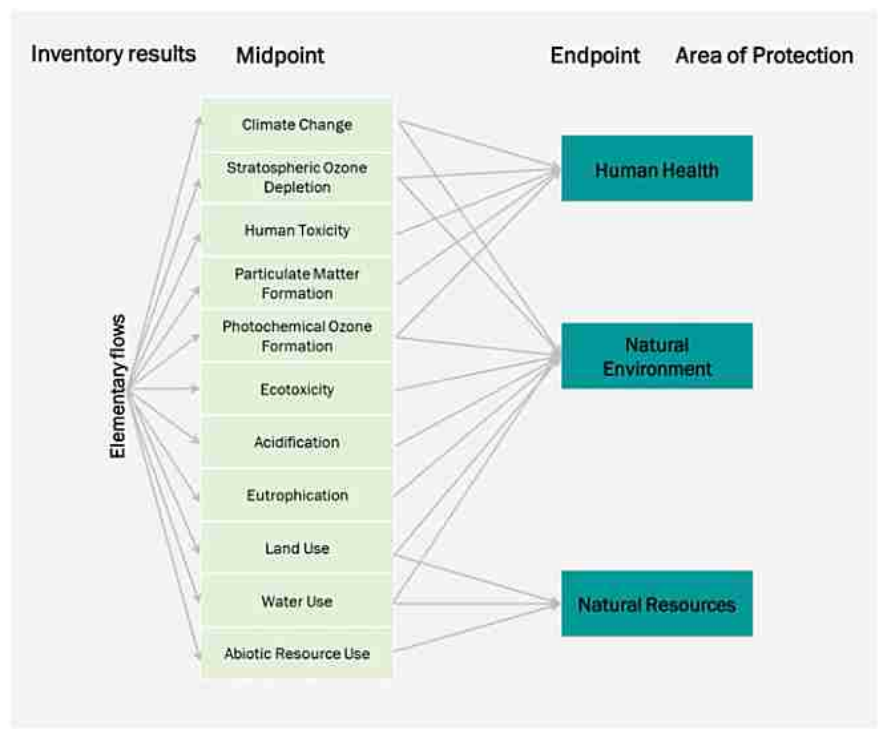 Inventory results
Midpoint
Endpoint
Area of Protection
Elementary flows
Climate Change
Stratospheric Ozone
Depletion
Human Toxicity
Particulate Matter
Formation
Photochemical Ozone
Formation
Ecotoxicity
Acidification
Eutrophication
Land Use
Water Use
Abiotic Resource Use
Human Health
Natural
Environment
Natural Resources